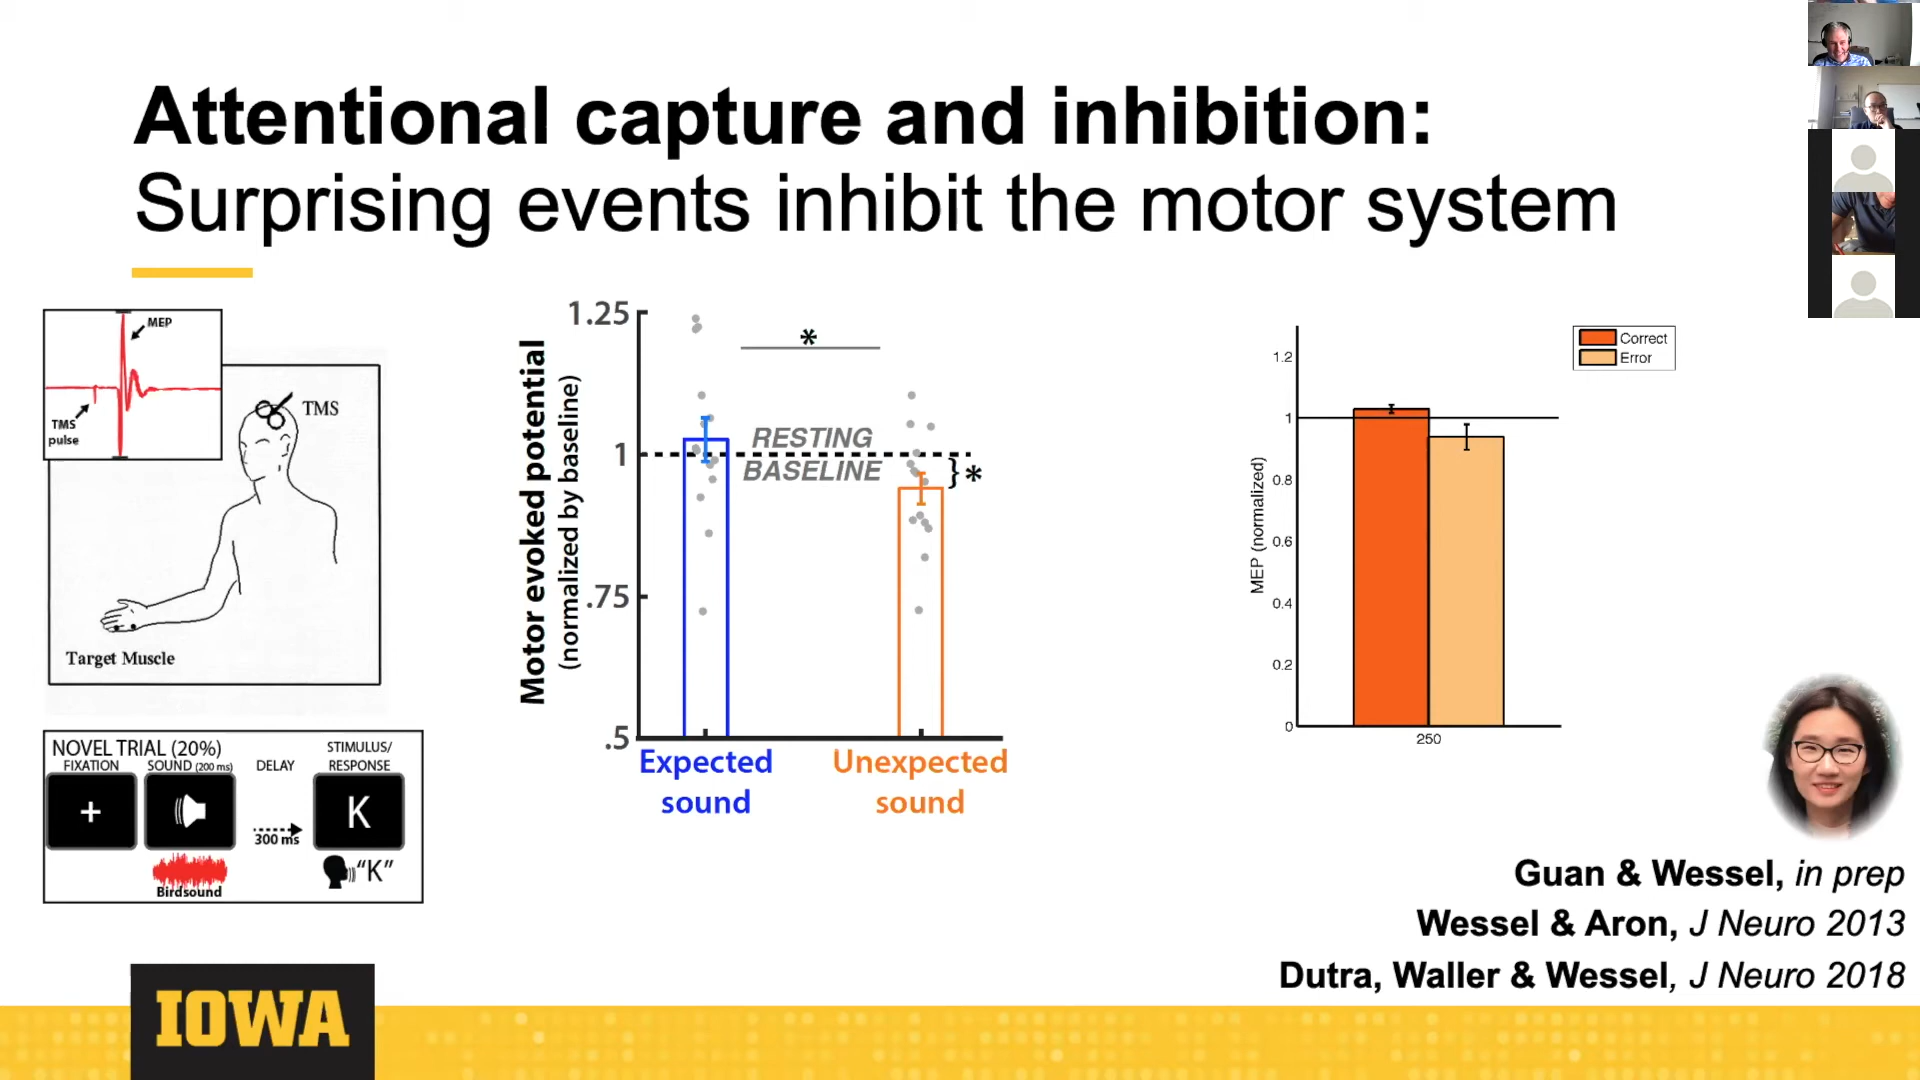 Attentional capture and inhibition:
Surprising events inhibit the motor system
MEP
TMS
pulse
TMS
Target Muscle
NOVEL TRIAL (20%)
FIXATION
SOUND (200 ms)
DELAY
STIMULUS/
RESPONSE
+
K
300 ms
"K"
Birdsound
Motor evoked potential
(normalized by baseline)
1.25
1
.75
.5
*
RESTING
BASELINE
}*
Expected
sound
Unexpected
sound
Correct
Error
MEP (normalized)
1.2
1
0.8
0.6
0.4
0.2
0
250
Guan & Wessel, in prep
Wessel & Aron, J Neuro 2013
Dutra, Waller & Wessel, J Neuro 2018
IOWA